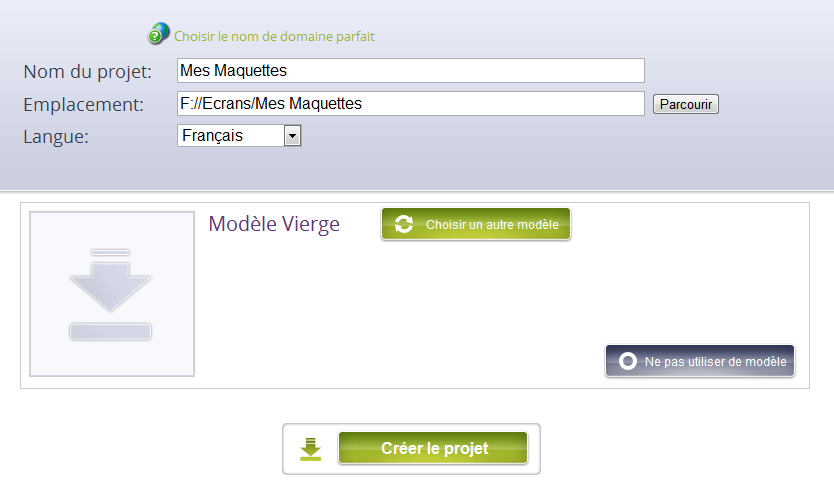 Choisir le nom de domaine parfait
Nom du projet: Mes Maquettes
Emplacement: F://Ecrans/Mes Maquettes Parcourir
Langue: Français
Modèle Vierge Choisir un autre modèle
Ne pas utiliser de modèle
Créer le projet